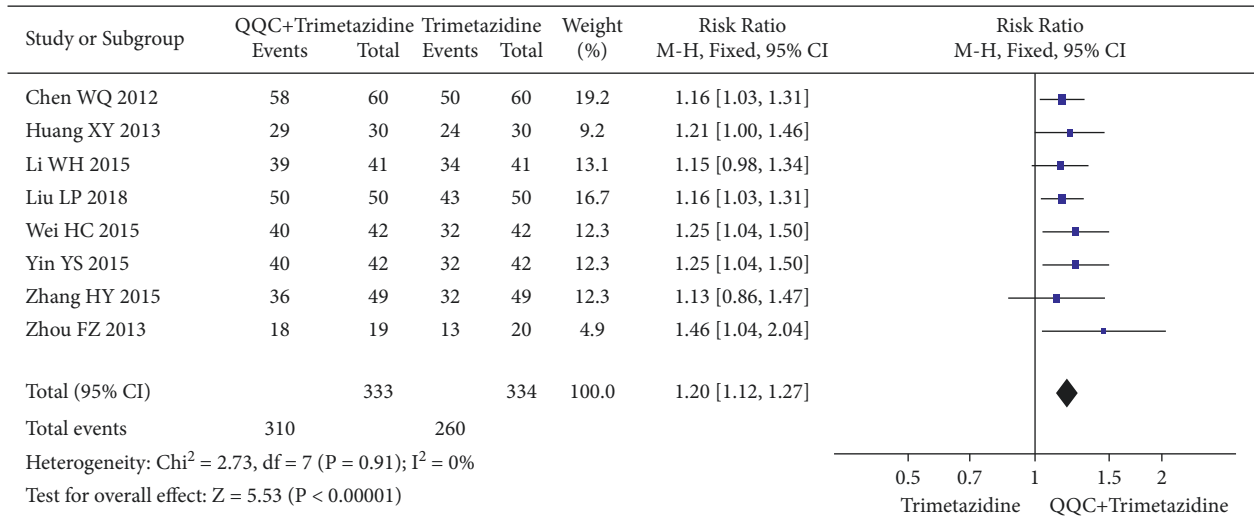 Study or Subgroup QQC+Trimetazidine Trimetazidine Weight Risk Ratio Risk Ratio
Events Total Events Total (%) M-H, Fixed, 95% CI M-H, Fixed, 95% CI
Chen WQ 2012 58 60 50 60 19.2 1.16 [1.03, 1.31]
Huang XY 2013 29 30 24 30 9.2 1.21 [1.00, 1.46]
Li WH 2015 39 41 34 41 13.1 1.15 [0.98, 1.34]
Liu LP 2018 50 50 43 50 16.7 1.16 [1.03, 1.31]
Wei HC 2015 40 42 32 42 12.3 1.25 [1.04, 1.50]
Yin YS 2015 40 42 32 42 12.3 1.25 [1.04, 1.50]
Zhang HY 2015 36 49 32 49 12.3 1.13 [0.86, 1.47]
Zhou FZ 2013 18 19 13 20 4.9 1.46 [1.04, 2.04]
Total (95% CI) 333 334 100.0 1.20 [1.12, 1.27]
Total events 310 260
Heterogeneity: Chi² = 2.73, df = 7 (P = 0.91); I² = 0%
Test for overall effect: Z = 5.53 (P < 0.00001)
0.5 0.7 1 1.5 2
Trimetazidine QQC+Trimetazidine